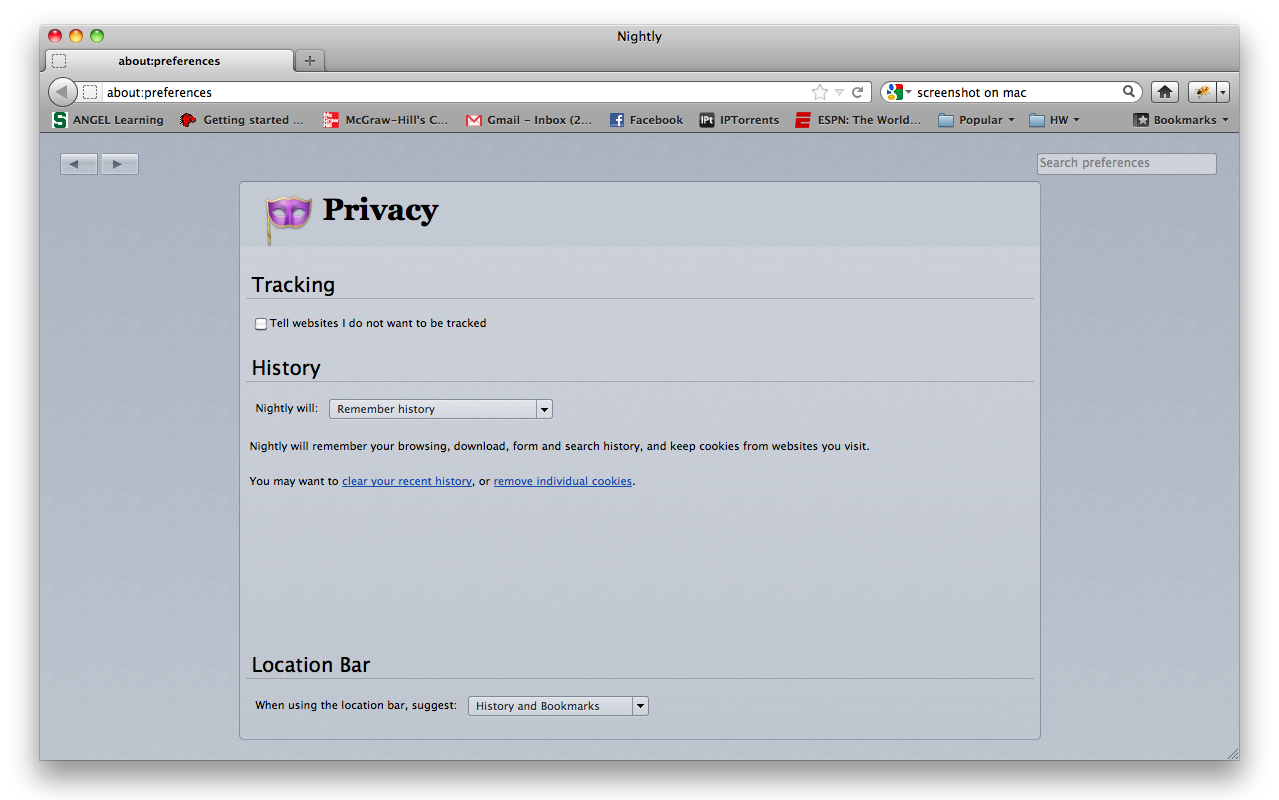 Nightly
about:preferences
about:preferences
screenshot on mac
S ANGEL Learning
Getting started ...
McGraw-Hill's C...
Gmail - Inbox (2...
f Facebook
IPt IPTorrents
E ESPN: The World...
Popular
HW
Bookmarks
Search preferences
Privacy
Tracking
Tell websites I do not want to be tracked
History
Nightly will: Remember history
Nightly will remember your browsing, download, form and search history, and keep cookies from websites you visit.
You may want to clear your recent history, or remove individual cookies.
Location Bar
When using the location bar, suggest: History and Bookmarks